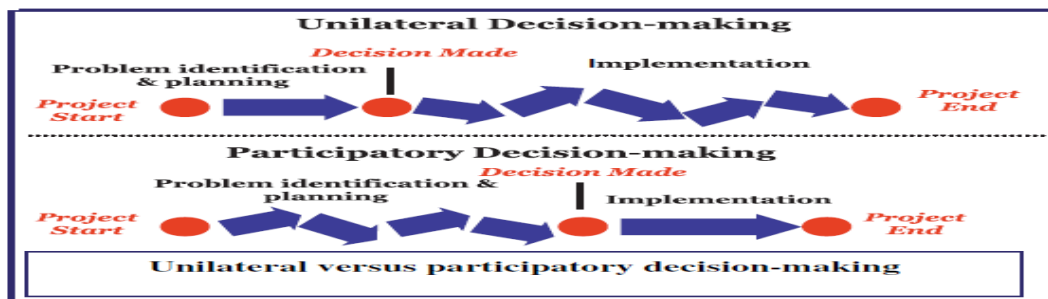 Unilateral Decision-making
Decision Made
Problem identification
& planning
Implementation
Project
Start
Project
End
Participatory Decision-making
Decision Made
Problem identification &
planning
Implementation
Project
Start
Project
End
Unilateral versus participatory decision-making